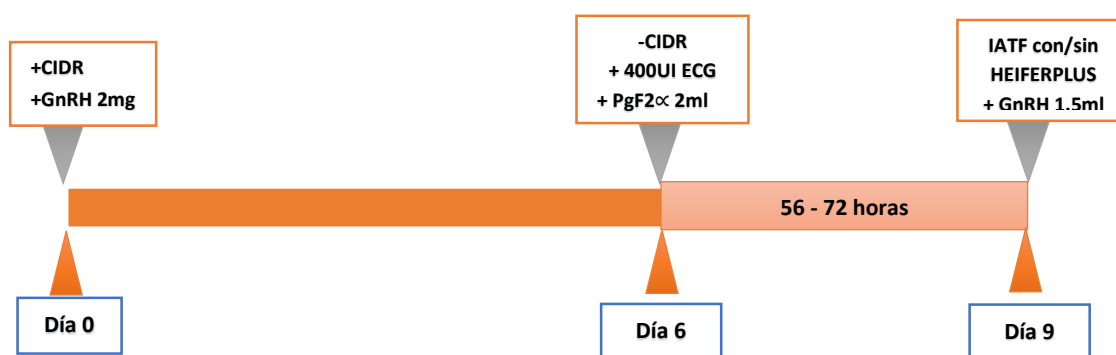 +CIDR
+GnRH 2mg
-CIDR
+ 400UI ECG
+ PgF2∝ 2ml
IATF con/sin
HEIFERPLUS
+ GnRH 1.5ml
56 - 72 horas
Día 0
Día 6
Día 9